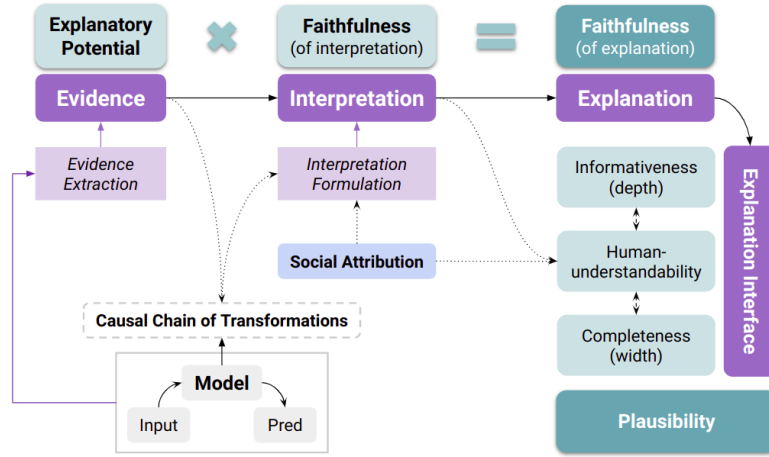 Explanatory
Potential
Faithfulness
(of interpretation)
Faithfulness
(of explanation)
Evidence
Interpretation
Explanation
Evidence
Extraction
Interpretation
Formulation
Informativeness
(depth)
Explanation Interface
Social Attribution
Human-
understandability
Causal Chain of Transformations
Completeness
(width)
Model
Input
Pred
Plausibility